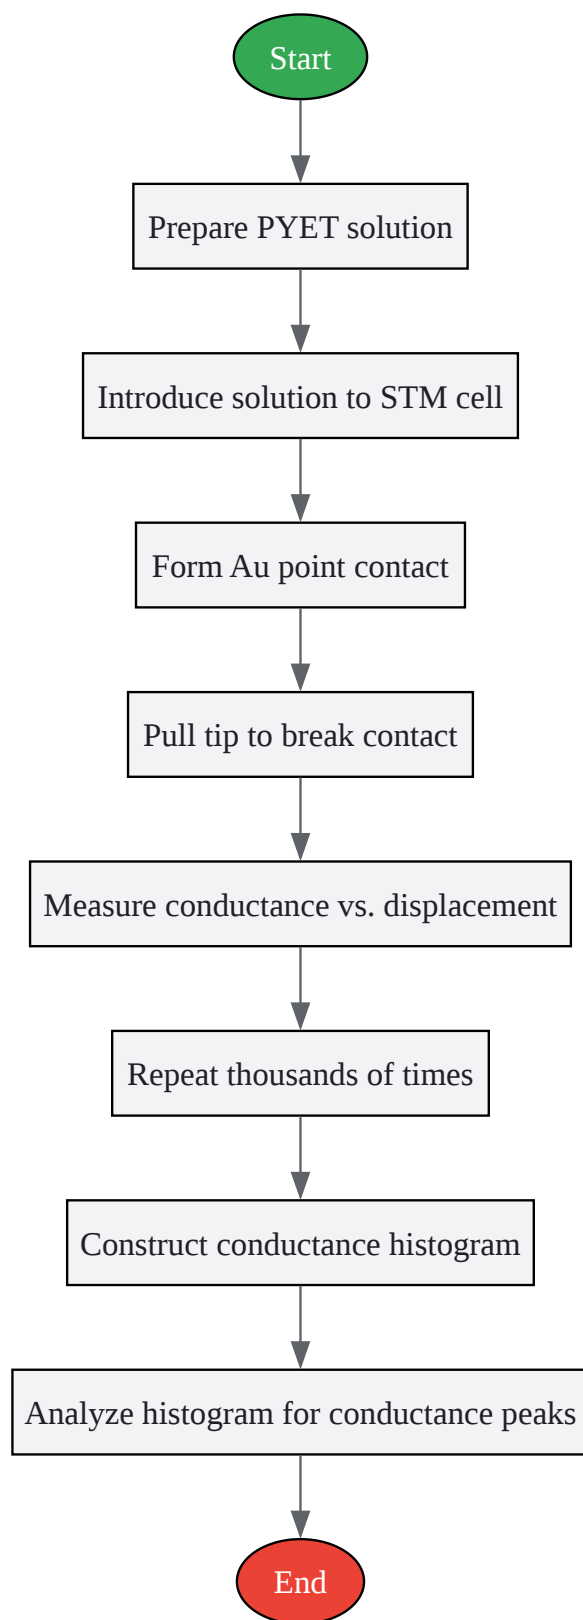 Start
Prepare PYET solution
Introduce solution to STM cell
Form Au point contact
Pull tip to break contact
Measure conductance vs. displacement
Repeat thousands of times
Construct conductance histogram
Analyze histogram for conductance peaks
End